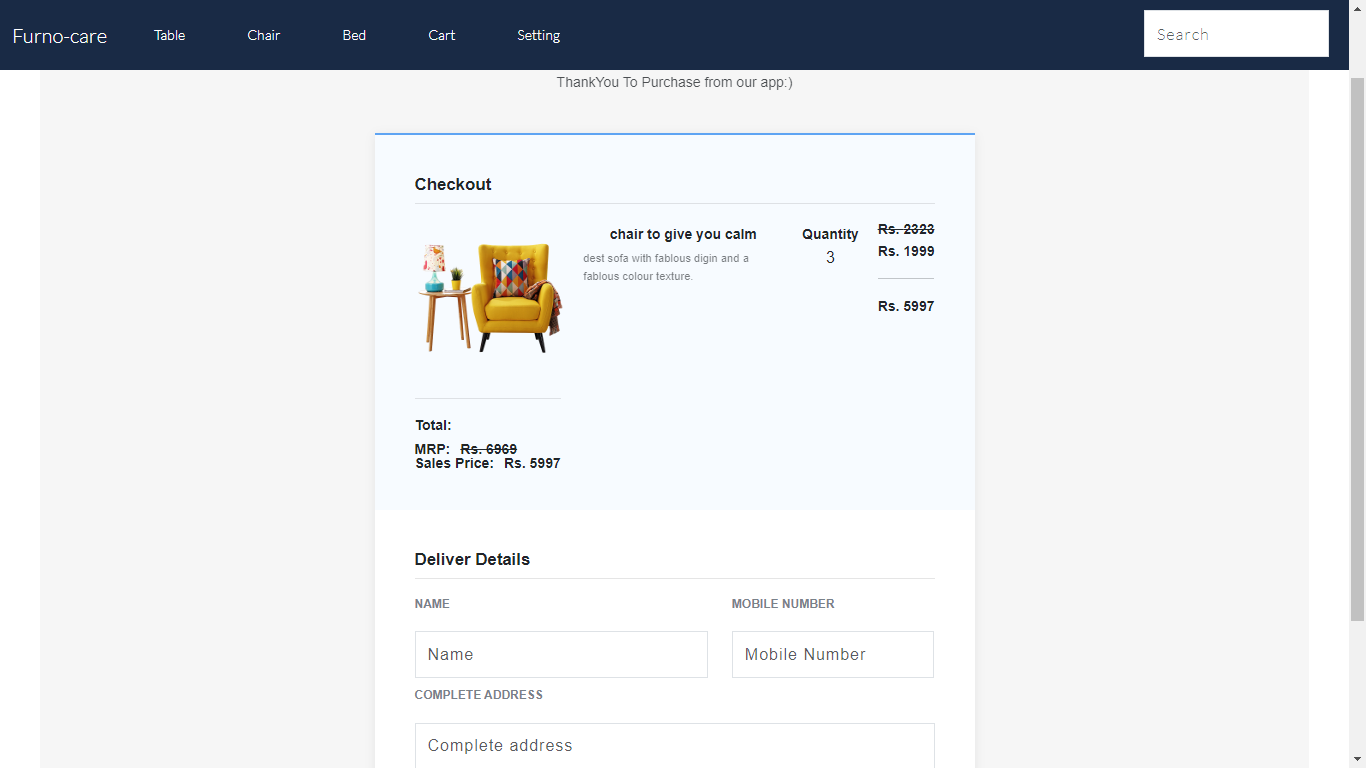 Furno-care Table Chair Bed Cart Setting Search
ThankYou To Purchase from our app:)
Checkout
chair to give you calm
dest sofa with fablous digin and a
fablous colour texture.
Quantity
3
Rs. 2323
Rs. 1999
Rs. 5997
Total:
MRP: Rs. 6969
Sales Price: Rs. 5997
Deliver Details
NAME MOBILE NUMBER
Name Mobile Number
COMPLETE ADDRESS
Complete address